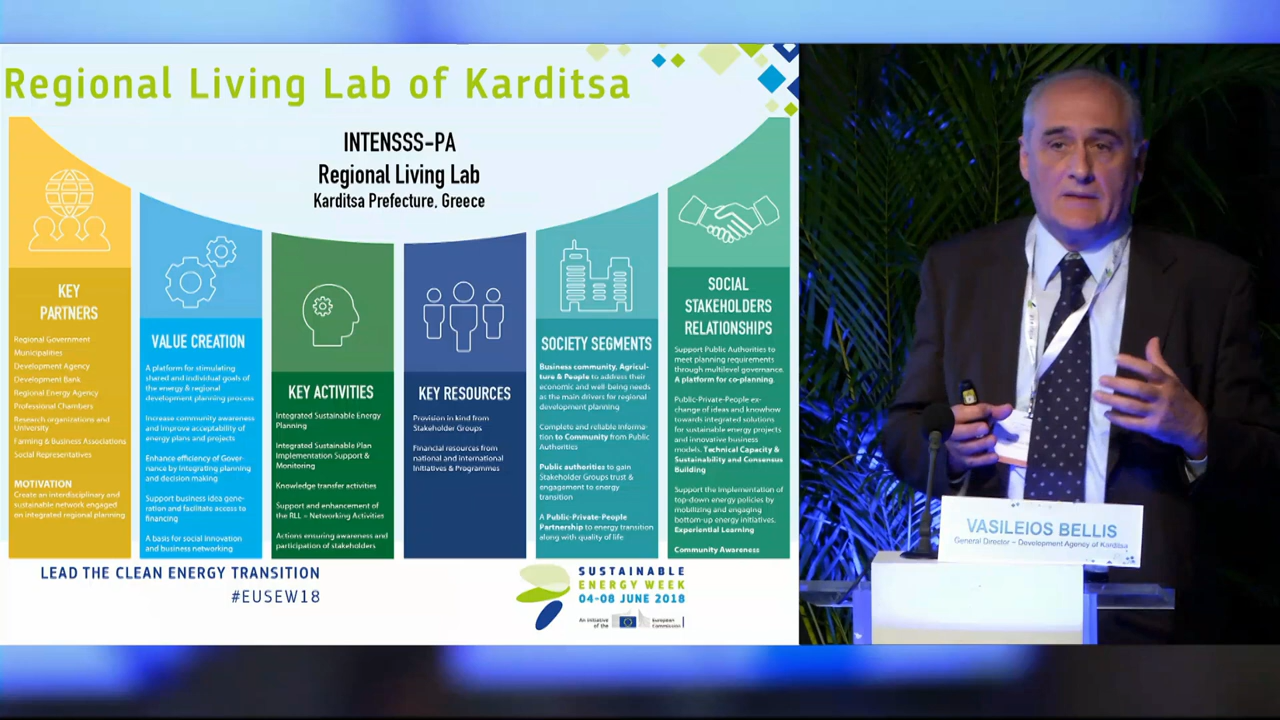 Regional Living Lab of Karditsa
INTENSSS-PA
Regional Living Lab
Karditsa Prefecture, Greece
KEY
PARTNERS
Regional Government
Municipalities
Development Agency
Development Bank
Regional Energy Agency
Professional Chambers
Research organizations and
University
Farming & Business Associations
Social Representatives
MOTIVATION
Create an interdisciplinary and
sustainable network engaged
on integrated regional planning
VALUE CREATION
A platform for stimulating
shared and individual goals of
the energy & regional
development planning process
Increase community awareness
and improve acceptability of
energy plans and projects
Enhance efficiency of Gover-
nance by integrating planning
and decision making
Support business idea gene-
ration and facilitate access to
financing
A basis for social innovation
and business networking
KEY ACTIVITIES
Integrated Sustainable Energy
Planning
Integrated Sustainable Plan
Implementation Support &
Monitoring
Knowledge transfer activities
Support and enhancement of
the RLL – Networking Activities
Actions ensuring awareness and
participation of stakeholders
KEY RESOURCES
Provision in kind from
Stakeholder Groups
Financial resources from
national and international
Initiatives & Programmes
SOCIETY SEGMENTS
Business community, Agricul-
ture & People to address their
economic and well-being needs
as the main drivers for regional
development planning
Complete and reliable informa-
tion to Community from Public
Authorities
Public authorities to gain
Stakeholder Groups trust &
engagement to energy
transition
A Public-Private-People
Partnership to energy transition
along with quality of life
SOCIAL
STAKEHOLDERS
RELATIONSHIPS
Support Public Authorities to
meet planning requirements
through multilevel governance.
A platform for co-planning.
Public-Private-People ex-
change of ideas and knowhow
towards integrated solutions
for sustainable energy projects
and innovative business
models. Technical Capacity &
Sustainability and Consensus
Building
Support the implementation of
top-down energy policies by
mobilizing and engaging
bottom-up energy initiatives.
Experiential Learning
Community Awareness
LEAD THE CLEAN ENERGY TRANSITION
#EUSEW18
SUSTAINABLE
ENERGY WEEK
04-08 JUNE 2018
An initiative
of the
European
Commission
VASILEIOS BELLIS
General Director – Development Agency of Karditsa